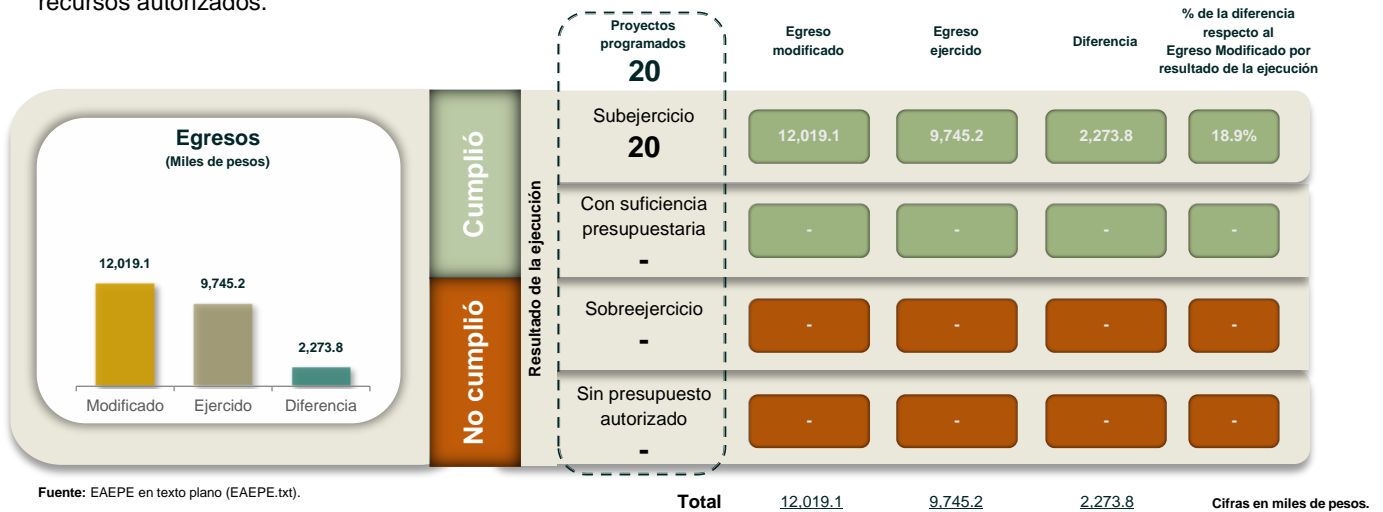 recursos autorizados.
Proyectos
programados
20
Egreso
modificado
Egreso
ejercido
Diferencia
% de la diferencia
respecto al
Egreso Modificado por
resultado de la ejecución
Egresos
(Miles de pesos)
12,019.1
9,745.2
2,273.8
Modificado
Ejercido
Diferencia
Cumplió
No cumplió
Resultado de la ejecución
Subejercicio
20
12,019.1
9,745.2
2,273.8
18.9%
Con suficiencia
presupuestaria
-
-
-
-
-
Sobreejercicio
-
-
-
-
-
Sin presupuesto
autorizado
-
-
-
-
-
Fuente: EAEPE en texto plano (EAEPE.txt).
Total
12,019.1
9,745.2
2,273.8
Cifras en miles de pesos.